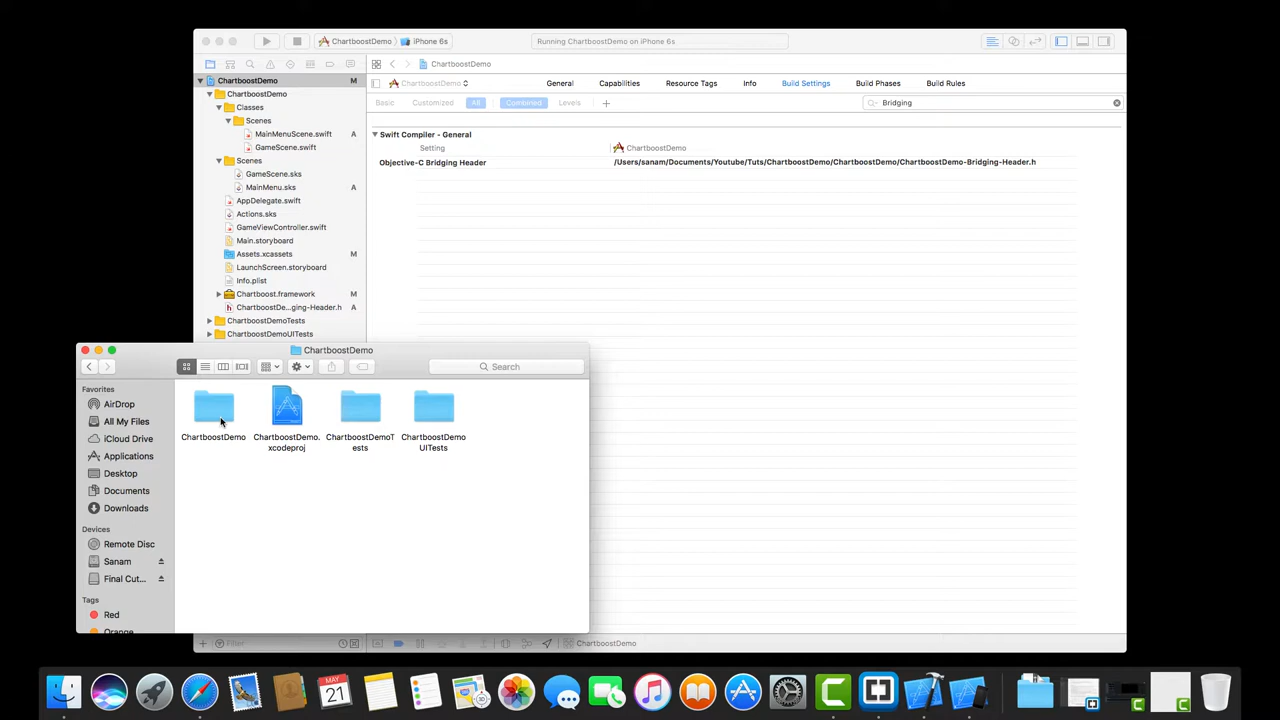 ChartboostDemo
iPhone 6s
Running ChartboostDemo on iPhone 6s
ChartboostDemo M
ChartboostDemo
Classes
Scenes
MainMenuScene.swift A
GameScene.swift
Scenes
GameScene.sks
MainMenu.sks A
AppDelegate.swift
Actions.sks
GameViewController.swift
Main.storyboard
Assets.xcassets M
LaunchScreen.storyboard
Info.plist
Chartboost.framework M
ChartboostDe...ging-Header.h A
ChartboostDemoTests
ChartboostDemoUITests
ChartboostDemo
ChartboostDemo
General
Capabilities
Resource Tags
Info
Build Settings
Build Phases
Build Rules
Basic
Customized
All
Combined
Levels
Bridging
Swift Compiler - General
Setting
ChartboostDemo
Objective-C Bridging Header
/Users/sanam/Documents/Youtube/Tuts/ChartboostDemo/ChartboostDemo/ChartboostDemo-Bridging-Header.h
ChartboostDemo
Search
Favorites
AirDrop
All My Files
iCloud Drive
Applications
Desktop
Documents
Downloads
Devices
Remote Disc
Sanam
Final Cut...
Tags
Red
Orange
ChartboostDemo
ChartboostDemo.
xcodeproj
ChartboostDemoT
ests
ChartboostDemo
UITests
Filter
ChartboostDemo
MAY
21